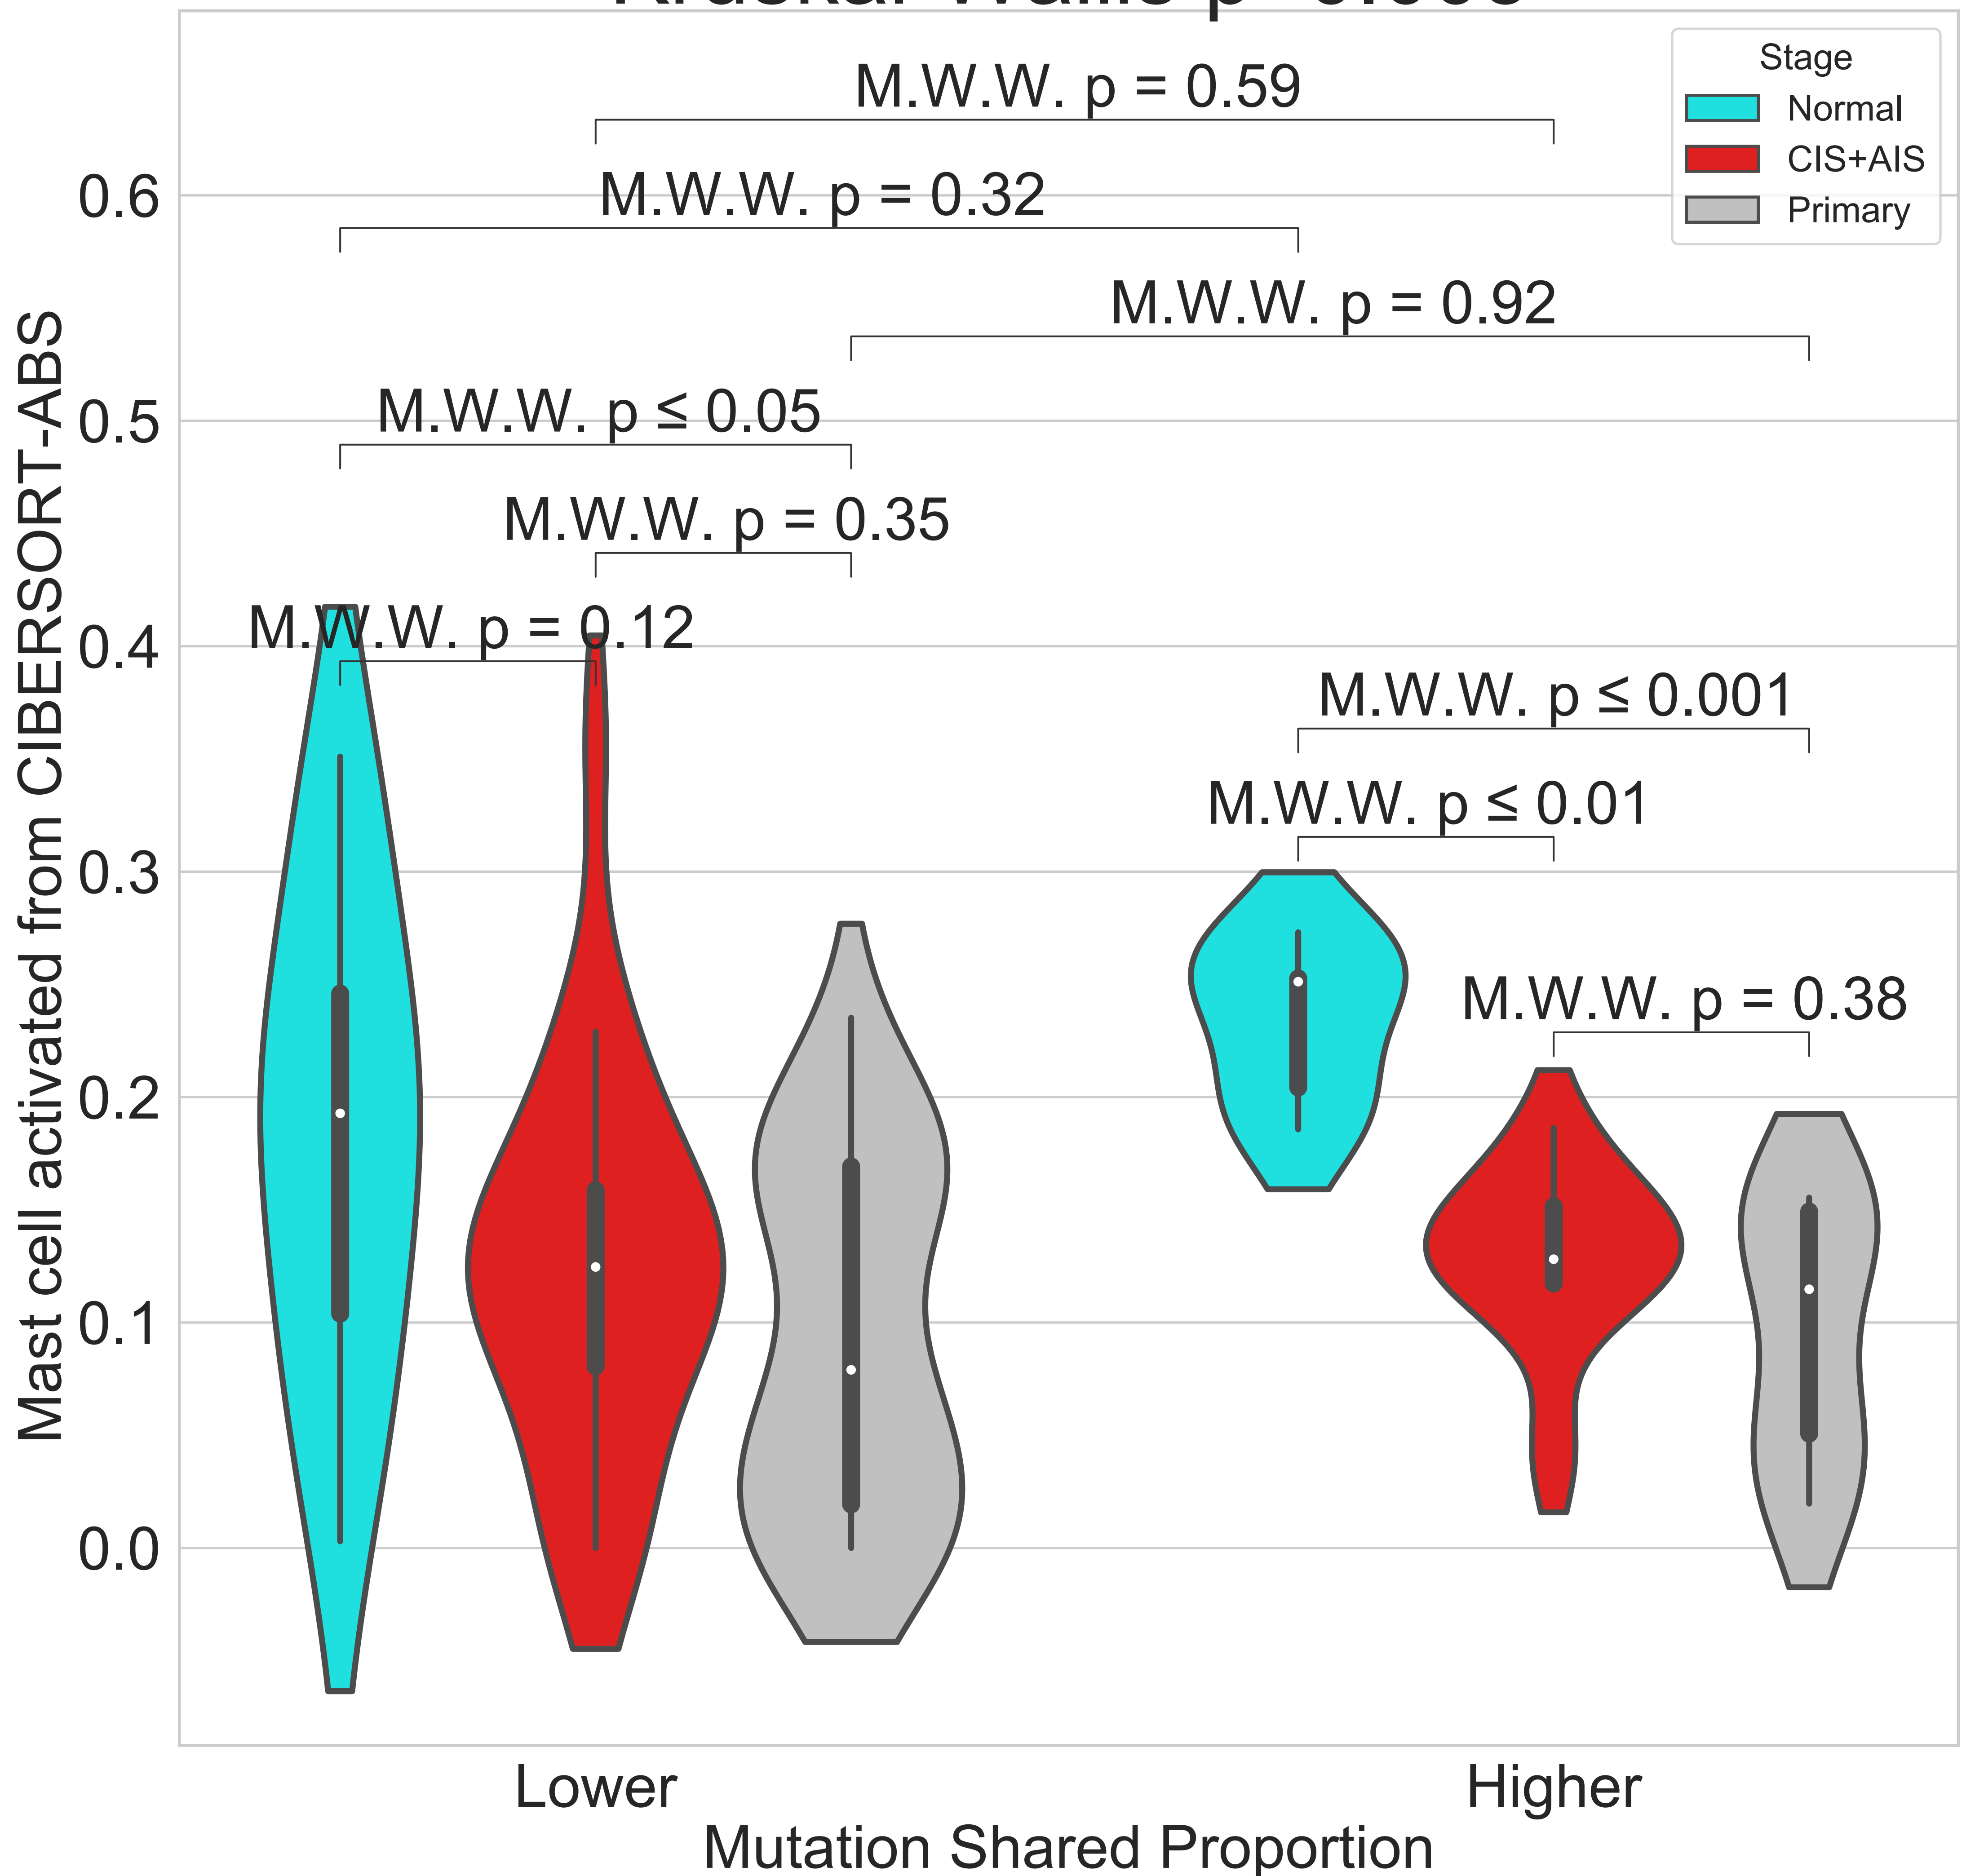 Stage
Normal
CIS+AIS
Primary
M.W.W. p = 0.59
M.W.W. p = 0.32
M.W.W. p = 0.92
M.W.W. p ≤ 0.05
M.W.W. p = 0.35
M.W.W. p = 0.12
M.W.W. p ≤ 0.001
M.W.W. p ≤ 0.01
M.W.W. p = 0.38
Mast cell activated from CIBERSORT-ABS
0.6
0.5
0.4
0.3
0.2
0.1
0.0
Lower
Higher
Mutation Shared Proportion